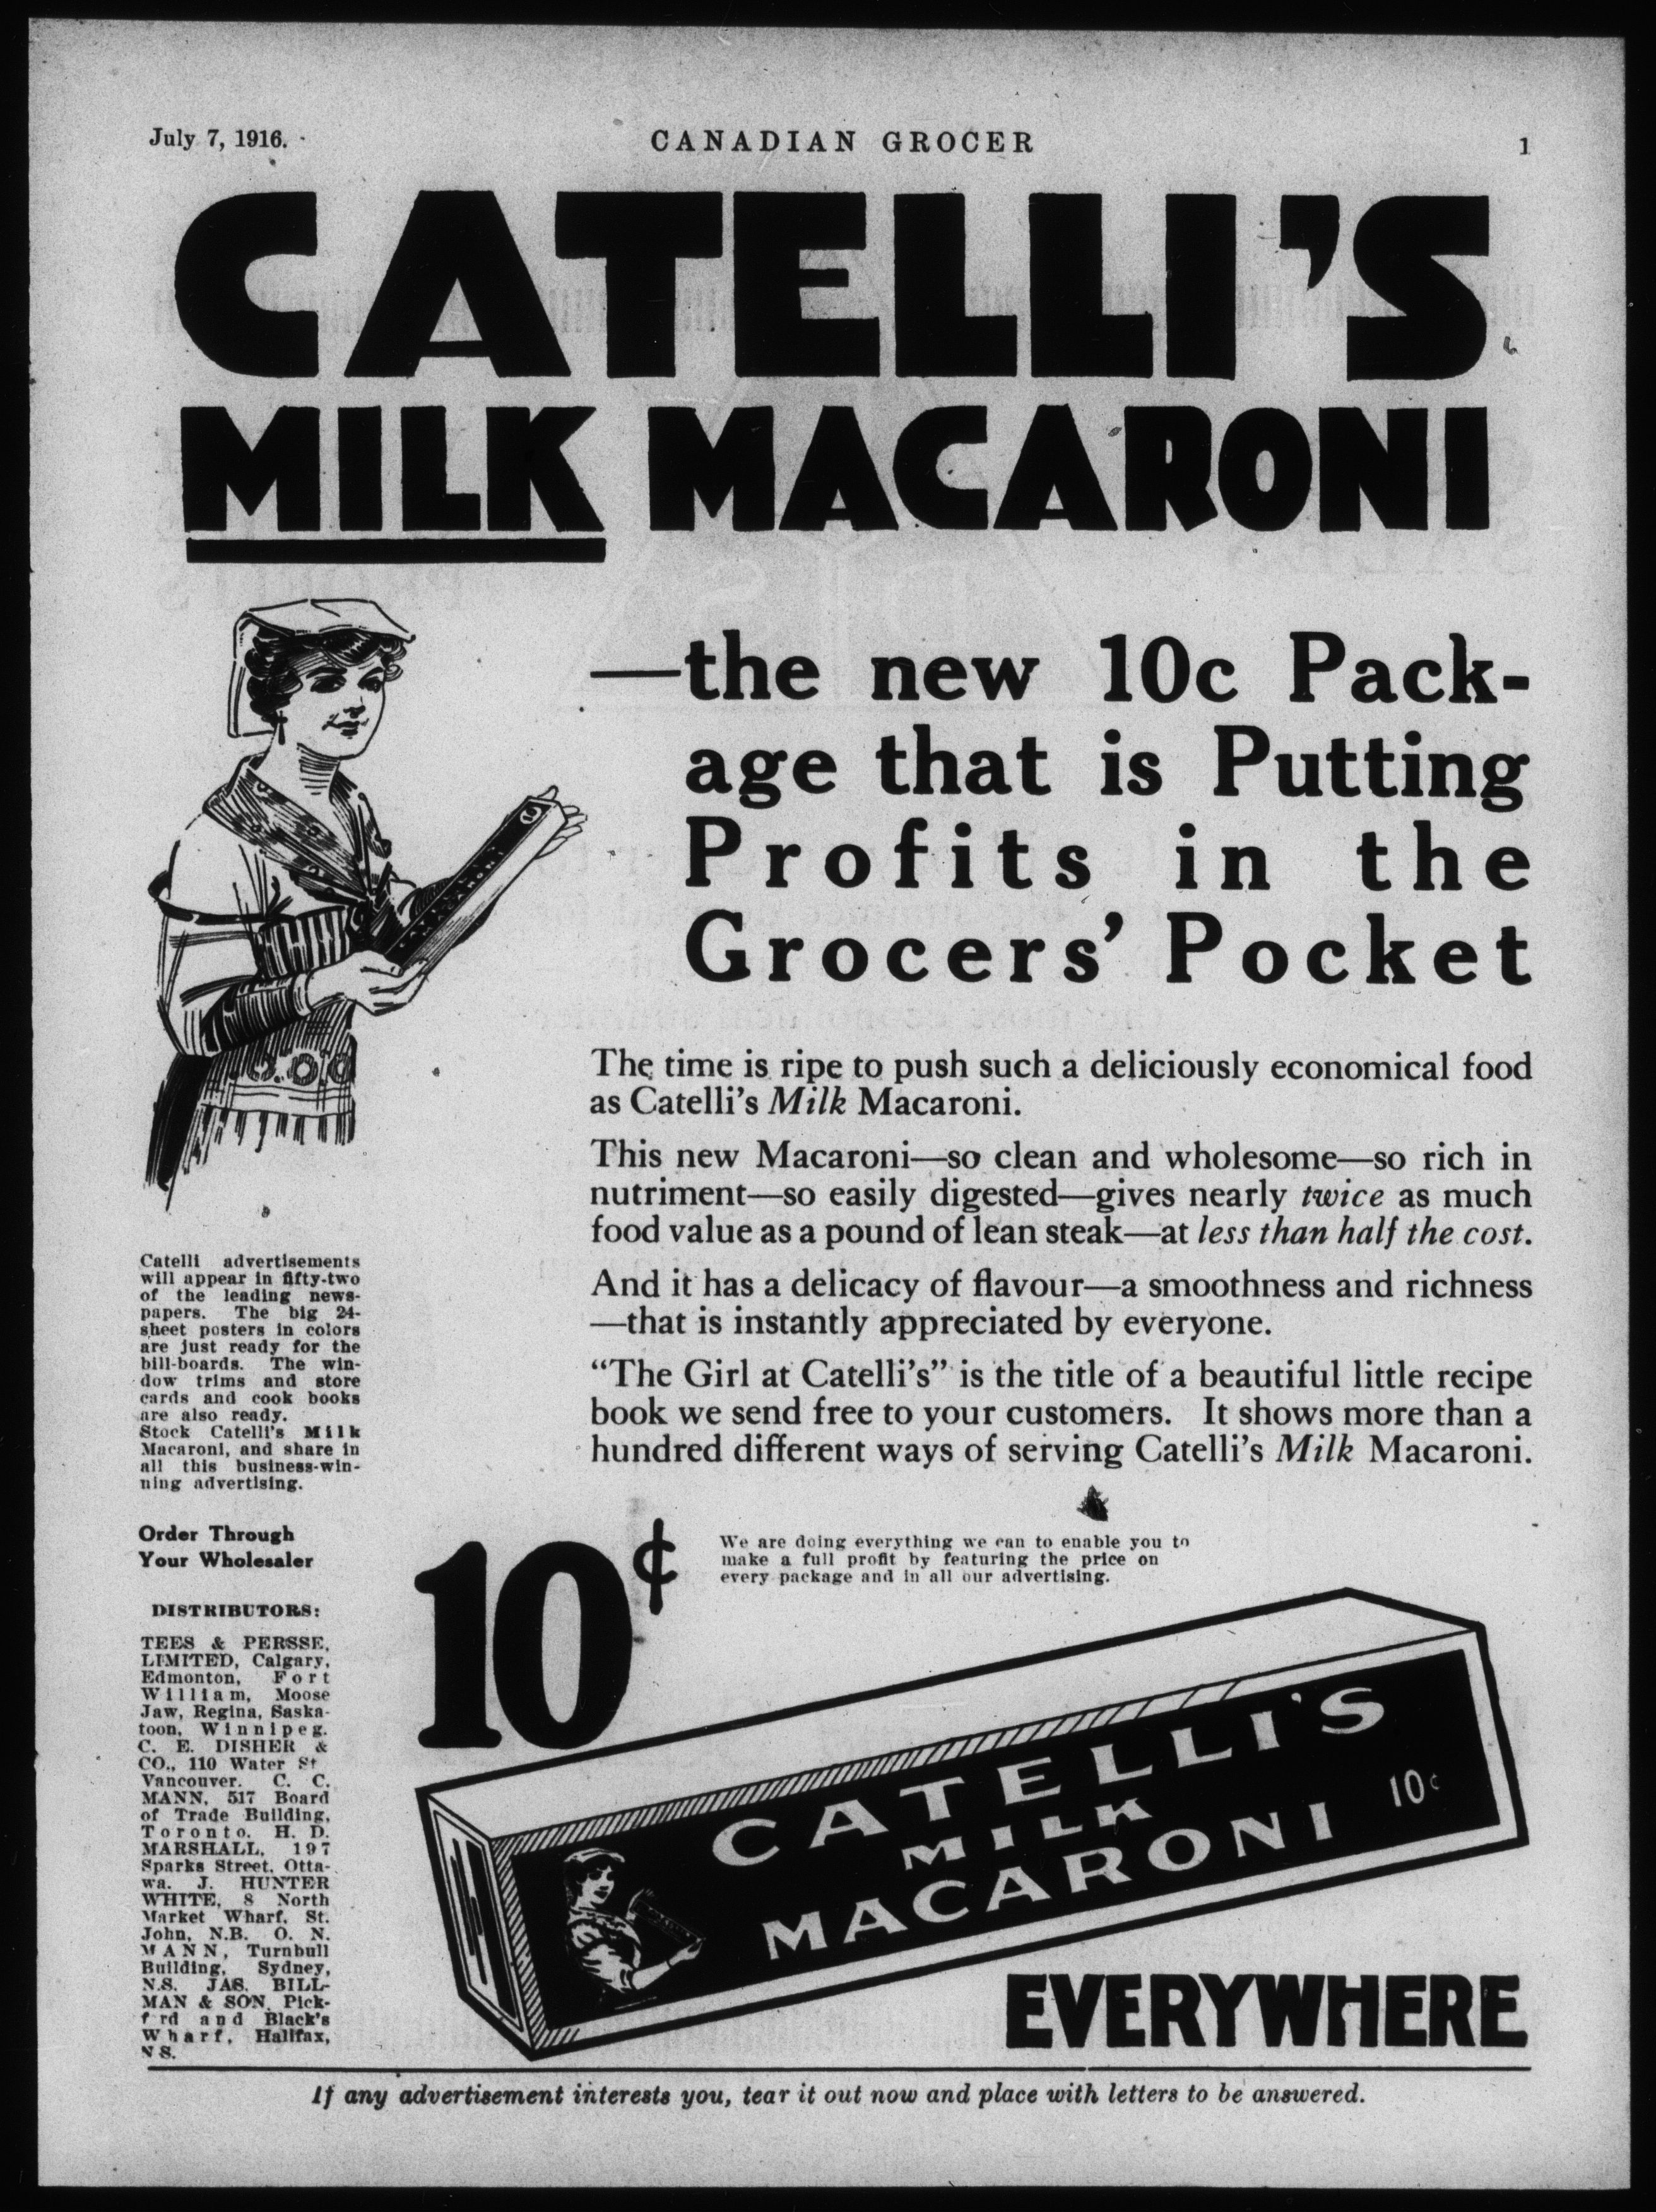 July 7, 1916.
CANADIAN GROCER
1
CATELLI'S
MILK MACARONI
—the new 10c Pack-
age that is Putting
Profits in the
Grocers' Pocket
The time is ripe to push such a deliciously economical food
as Catelli's Milk Macaroni.
This new Macaroni—so clean and wholesome—so rich in
nutriment—so easily digested—gives nearly twice as much
food value as a pound of lean steak—at less than half the cost.
And it has a delicacy of flavour—a smoothness and richness
—that is instantly appreciated by everyone.
"The Girl at Catelli's" is the title of a beautiful little recipe
book we send free to your customers. It shows more than a
hundred different ways of serving Catelli's Milk Macaroni.
Catelli advertisements
will appear in fifty-two
of the leading news-
papers. The big 24-
sheet posters in colors
are just ready for the
bill-boards. The win-
dow trims and store
cards and cook books
are also ready.
Stock Catelli's Milk
Macaroni, and share in
all this business-win-
ning advertising.
Order Through
Your Wholesaler
DISTRIBUTORS:
TEES & PERSSE,
LIMITED, Calgary,
Edmonton, Fort
William, Moose
Jaw, Regina, Saska-
toon, Winnipeg.
C. E. DISHER &
CO., 110 Water St
Vancouver. C. C.
MANN, 517 Board
of Trade Building,
Toronto. H. D.
MARSHALL, 197
Sparks Street, Otta-
wa. J. HUNTER
WHITE, 8 North
Market Wharf, St.
John, N.B. O. N.
MANN, Turnbull
Building, Sydney,
N.S. JAS. BILL-
MAN & SON, Pick-
f rd and Black's
Wharf, Halifax,
N S.
10¢
We are doing everything we can to enable you to
make a full profit by featuring the price on
every package and in all our advertising.
CATELLI'S
MILK
MACARONI
10¢
EVERYWHERE
If any advertisement interests you, tear it out now and place with letters to be answered.